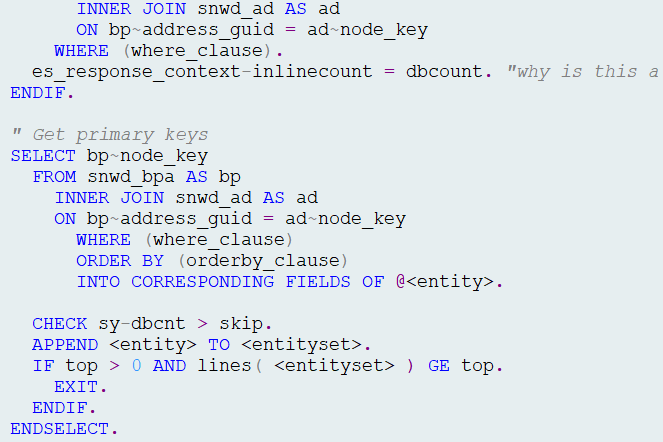 INNER JOIN snwd_ad AS ad
ON bp~address_guid = ad~node_key
WHERE (where_clause).
es_response_context-inlinecount = dbcount. "why is this a
ENDIF.
" Get primary keys
SELECT bp~node_key
FROM snwd_bpa AS bp
INNER JOIN snwd_ad AS ad
ON bp~address_guid = ad~node_key
WHERE (where_clause)
ORDER BY (orderby_clause)
INTO CORRESPONDING FIELDS OF @<entity>.
CHECK sy-dbcnt > skip.
APPEND <entity> TO <entityset>.
IF top > 0 AND lines( <entityset> ) GE top.
EXIT.
ENDIF.
ENDSELECT.